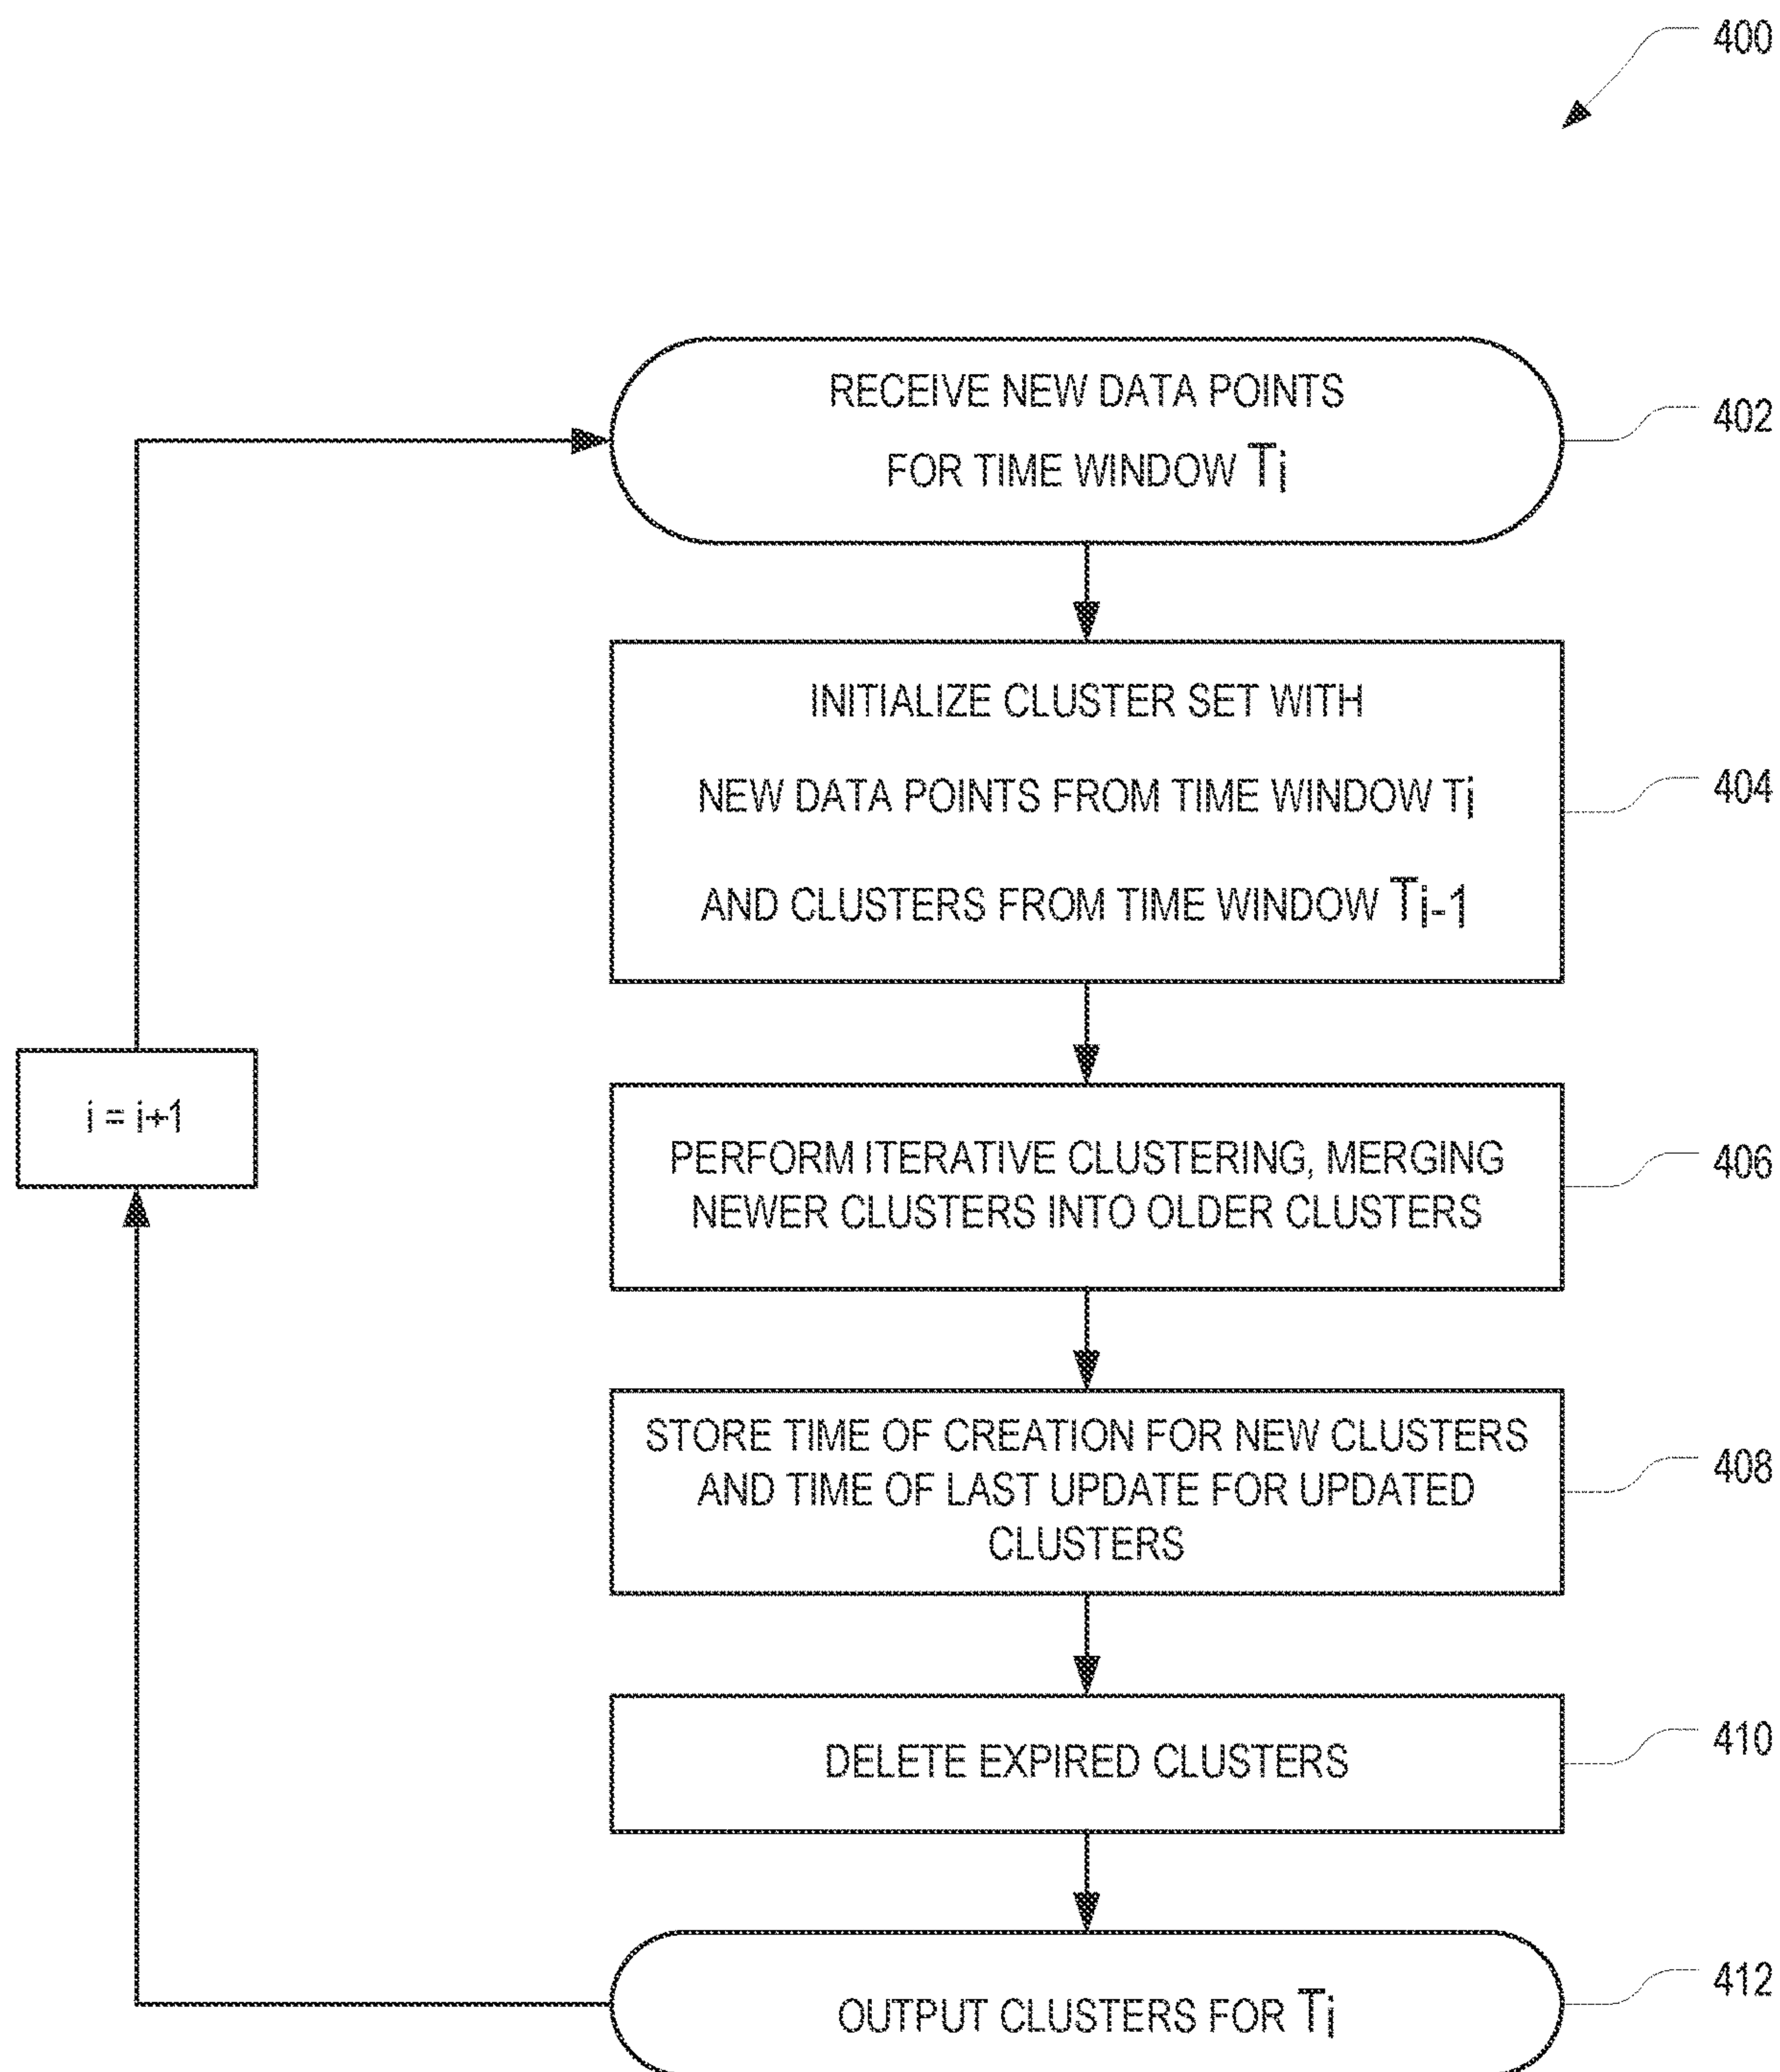 400
RECEIVE NEW DATA POINTS
FOR TIME WINDOW Ti
402
INITIALIZE CLUSTER SET WITH
NEW DATA POINTS FROM TIME WINDOW Ti
AND CLUSTERS FROM TIME WINDOW Ti-1
404
i = i+1
PERFORM ITERATIVE CLUSTERING, MERGING
NEWER CLUSTERS INTO OLDER CLUSTERS
406
STORE TIME OF CREATION FOR NEW CLUSTERS
AND TIME OF LAST UPDATE FOR UPDATED
CLUSTERS
408
DELETE EXPIRED CLUSTERS
410
OUTPUT CLUSTERS FOR Ti
412